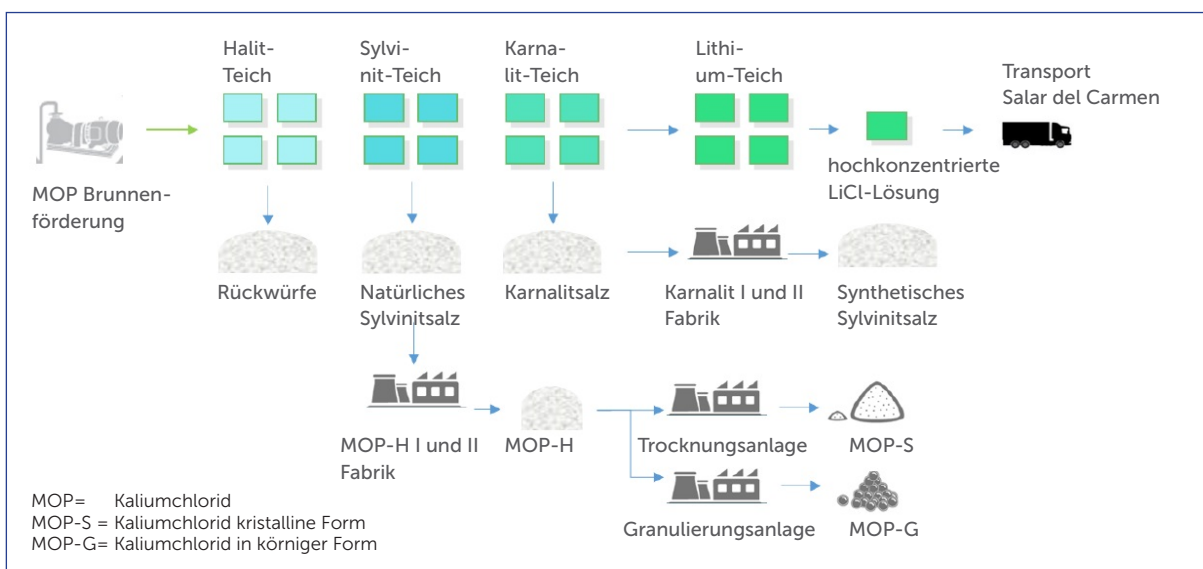 Halit-
Teich
Sylvi-
nit-Teich
Karna-
lit-Teich
Lithi-
um-Teich
Transport
Salar del Carmen
MOP Brunnen-
förderung
hochkonzentrierte
LiCl-Lösung
Rückwürfe
Natürliches
Sylvinitsalz
Karnalitsalz
Karnalit I und II
Fabrik
Synthetisches
Sylvinitsalz
MOP-H I und II
Fabrik
MOP-H
Trocknungsanlage
MOP-S
Granulierungsanlage
MOP-G
MOP= Kaliumchlorid
MOP-S = Kaliumchlorid kristalline Form
MOP-G= Kaliumchlorid in körniger Form